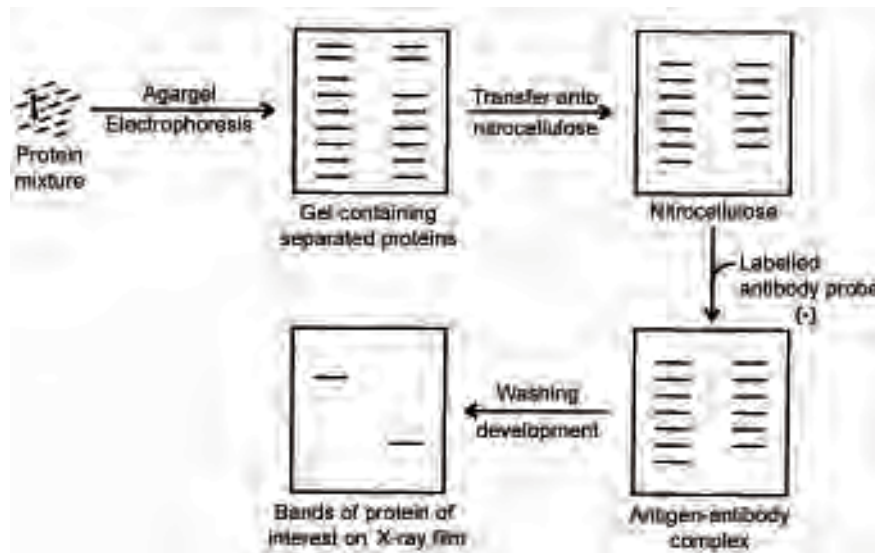 Protein
mixture
Agargel
Electrophoresis
Gel containing
separated proteins
Transfer onto
nitrocellulose
Nitrocellulose
Labelled
antibody probe
(•)
Antigen-antibody
complex
Washing
development
Bands of protein of
interest on X-ray film